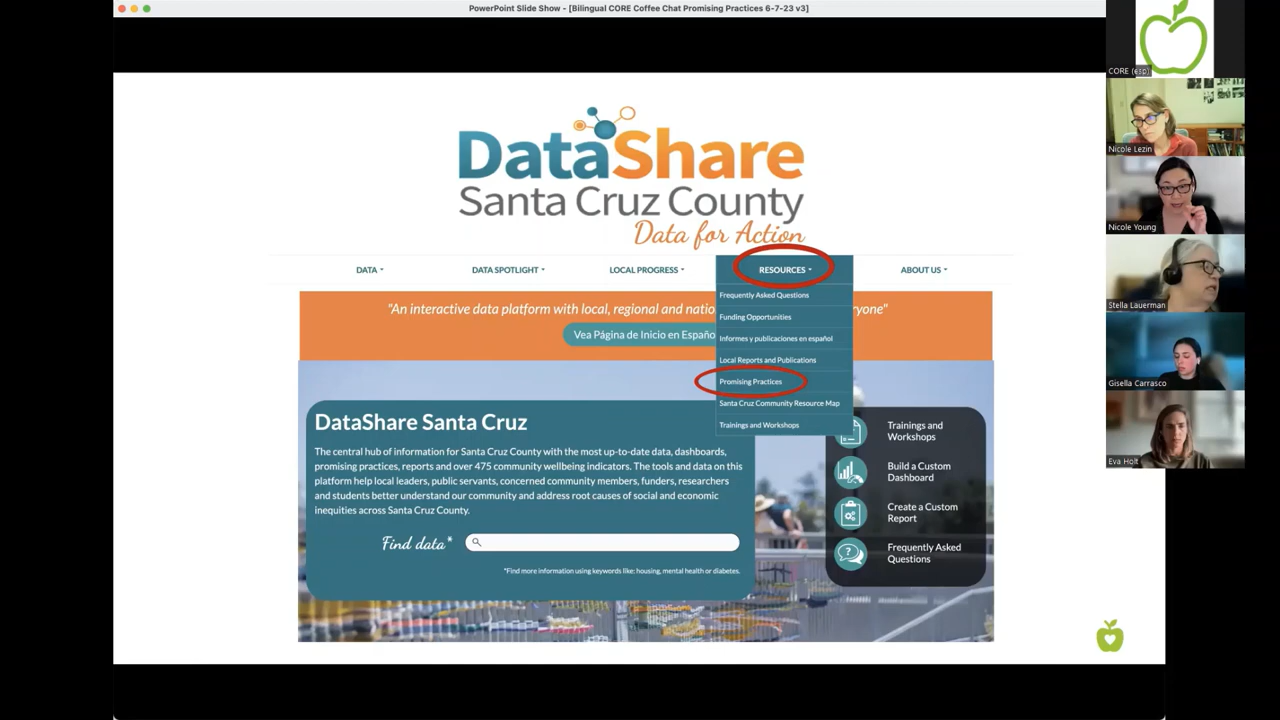 PowerPoint Slide Show - [Bilingual CORE Coffee Chat Promising Practices 6-7-23 v3]
DataShare
Santa Cruz County
Data for Action
DATA
DATA SPOTLIGHT
LOCAL PROGRESS
RESOURCES
ABOUT US
Frequently Asked Questions
Funding Opportunities
Informes y publicaciones en español
Local Reports and Publications
Promising Practices
Santa Cruz Community Resource Map
Trainings and Workshops
"An interactive data platform with local, regional and natio
eryone"
Vea Página de Inicio en Españo
DataShare Santa Cruz
The central hub of information for Santa Cruz County with the most up-to-date data, dashboards,
promising practices, reports and over 475 community wellbeing indicators. The tools and data on this
platform help local leaders, public servants, concerned community members, funders, researchers
and students better understand our community and address root causes of social and economic
inequities across Santa Cruz County.
Find data*
*Find more information using keywords like: housing, mental health or diabetes.
Trainings and
Workshops
Build a Custom
Dashboard
Create a Custom
Report
Frequently Asked
Questions
CORE (esp)
Nicole Lezin
Nicole Young
Stella Lauerman
Gisella Carrasco
Eva Holt